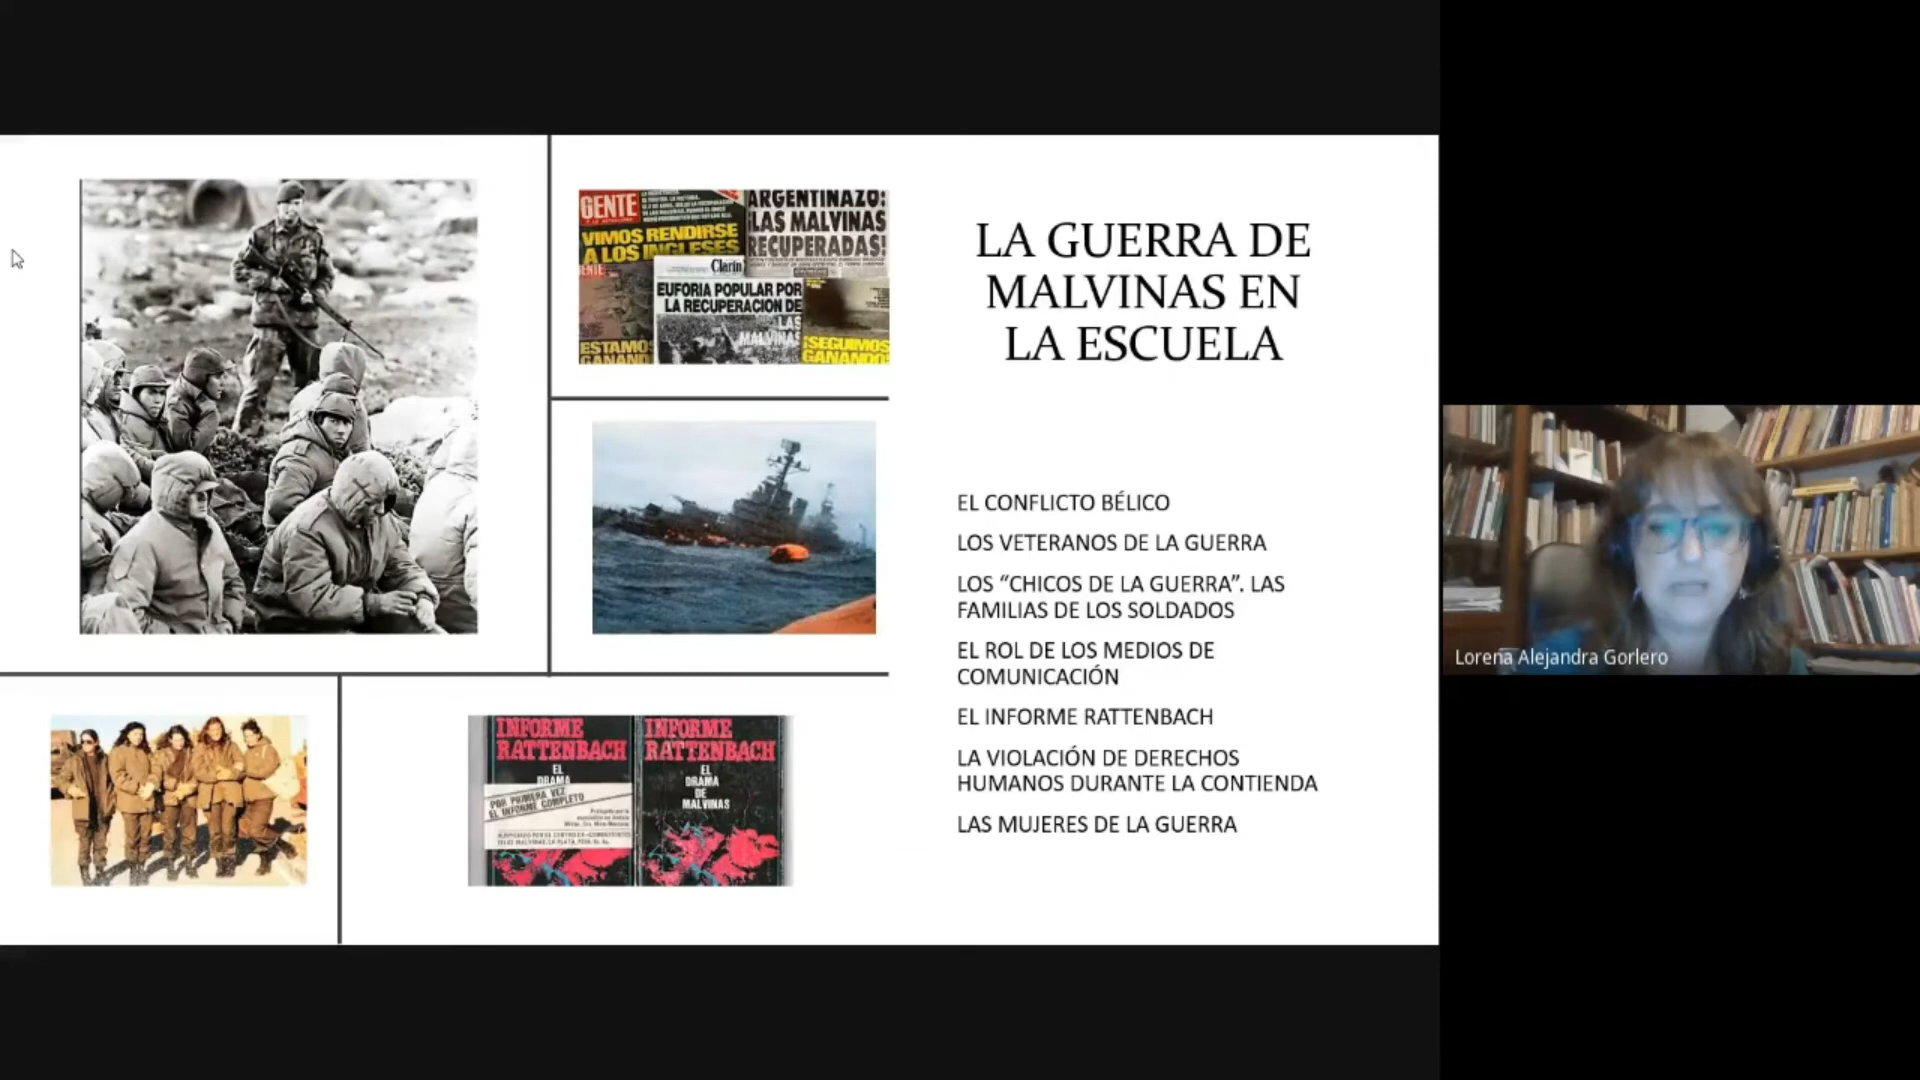 GENTE
VIMOS RENDIRSE
A LOS INGLESES
ESTAMOS
GANANDO
ARGENTINAZO:
¡LAS MALVINAS
RECUPERADAS!
Clarín
EUFORIA POPULAR POR
LA RECUPERACION DE
LAS
MALVINAS
¡SEGUIMOS
GANANDO!
LA GUERRA DE
MALVINAS EN
LA ESCUELA
EL CONFLICTO BÉLICO
LOS VETERANOS DE LA GUERRA
LOS “CHICOS DE LA GUERRA”. LAS
FAMILIAS DE LOS SOLDADOS
EL ROL DE LOS MEDIOS DE
COMUNICACIÓN
EL INFORME RATTENBACH
LA VIOLACIÓN DE DERECHOS
HUMANOS DURANTE LA CONTIENDA
LAS MUJERES DE LA GUERRA
INFORME
RATTENBACH
EL
DRAMA
POR PRIMERA VEZ
EL INFORME COMPLETO
INFORME
RATTENBACH
EL
DRAMA
DE
MALVINAS
Lorena Alejandra Gorlero